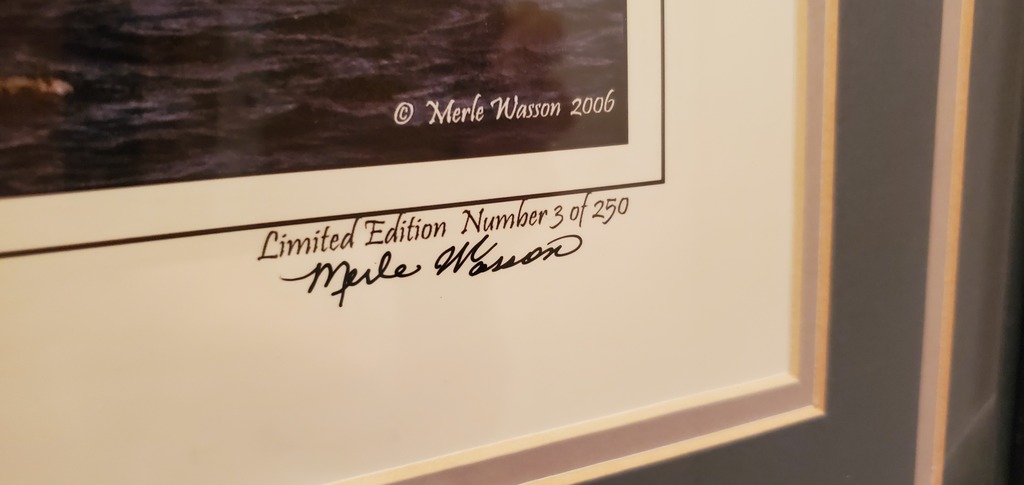 © Merle Wasson 2006
Limited Edition Number 3 of 250
Merle Wasson